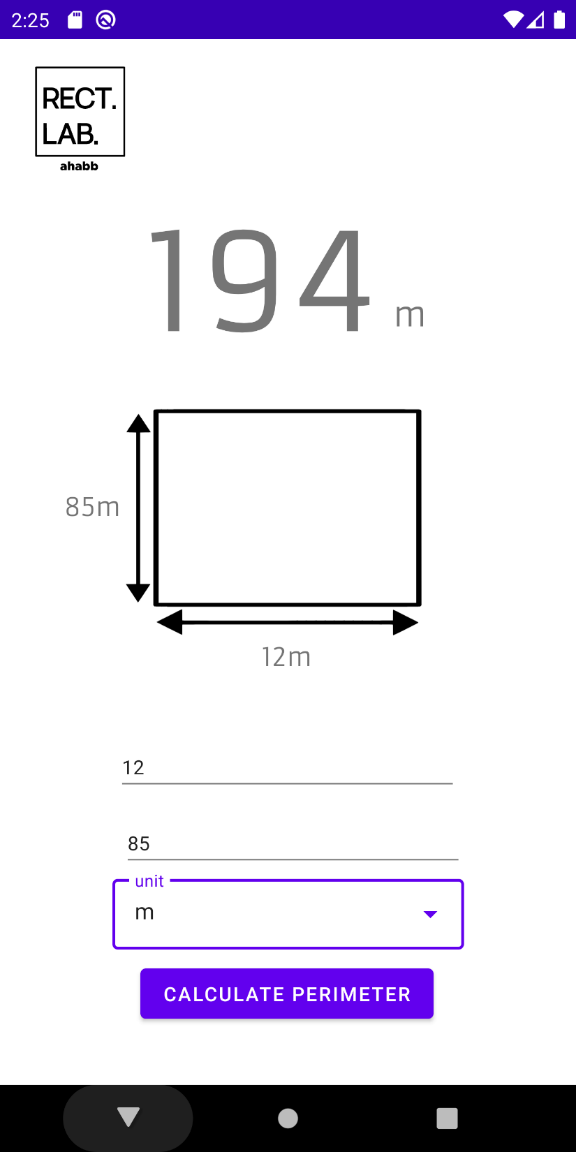 2:25
RECT.
LAB.
ahabb
194 m
85m
12m
12
85
unit
m
CALCULATE PERIMETER